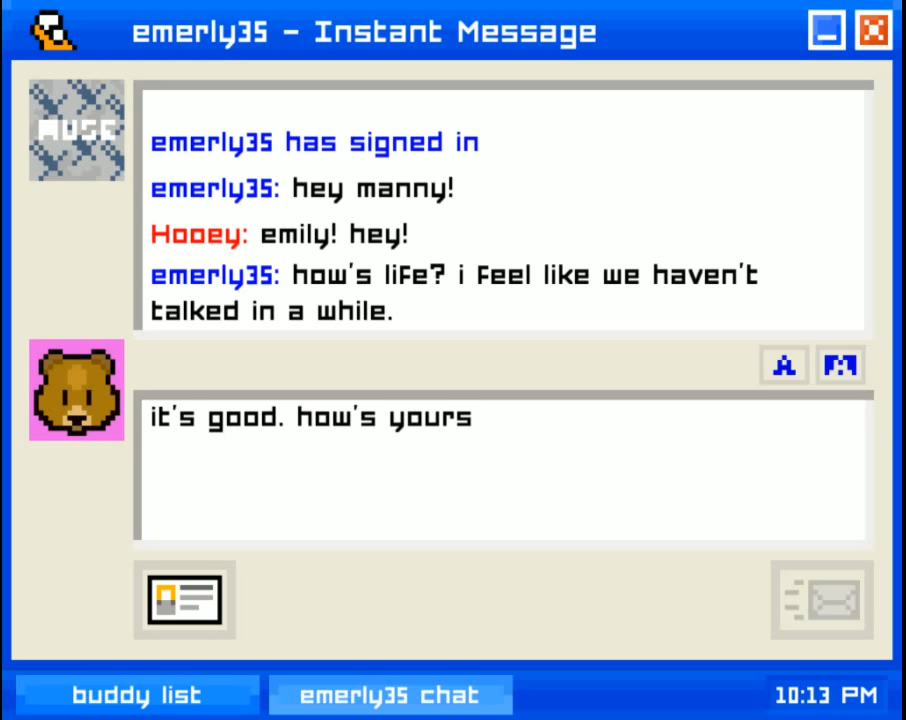 emerly35 - Instant Message
MUSE
emerly35 has signed in
emerly35: hey manny!
Hooey: emily! hey!
emerly35: how's life? i feel like we haven't
talked in a while.
A
it's good. how's yours
buddy list
emerly35 chat
10:13 PM